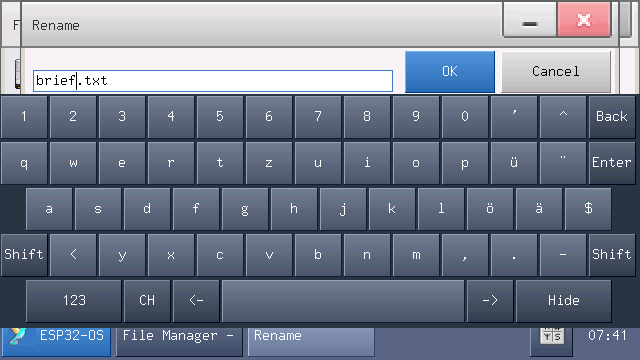 F Rename
brief.txt OK Cancel
1 2 3 4 5 6 7 8 9 0 ' ^ Back
q w e r t z u i o p ü ¨ Enter
a s d f g h j k l ö ä $
Shift < y x c v b n m , . - Shift
123 CH <- -> Hide
ESP32-OS File Manager - Rename 07:41